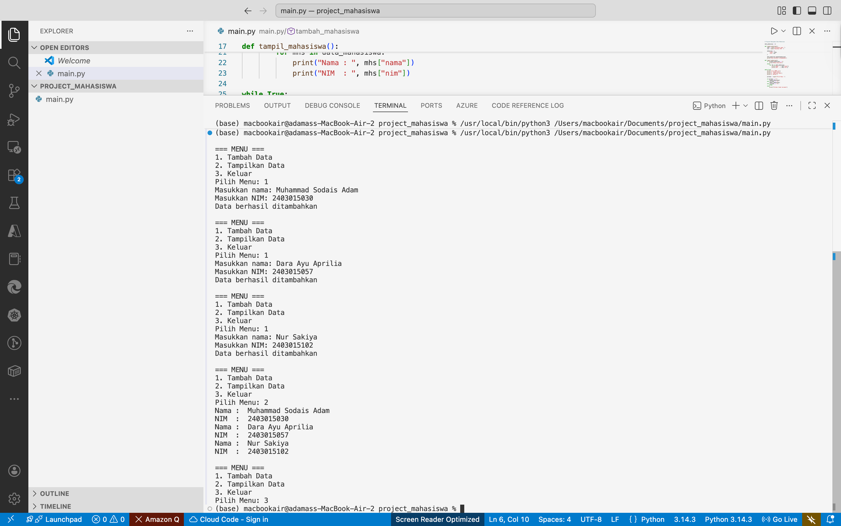 main.py — project_mahasiswa
EXPLORER
OPEN EDITORS
Welcome
main.py
PROJECT_MAHASISWA
main.py
OUTLINE
TIMELINE
main.py main.py/tambah_mahasiswa
17 def tampil_mahasiswa():
21 for mhs in data_mahasiswa:
22 print("Nama : ", mhs["nama"])
23 print("NIM  : ", mhs["nim"])
24
25 while True:
PROBLEMS OUTPUT DEBUG CONSOLE TERMINAL PORTS AZURE CODE REFERENCE LOG Python
(base) macbookair@adamass-MacBook-Air-2 project_mahasiswa % /usr/local/bin/python3 /Users/macbookair/Documents/project_mahasiswa/main.py
(base) macbookair@adamass-MacBook-Air-2 project_mahasiswa % /usr/local/bin/python3 /Users/macbookair/Documents/project_mahasiswa/main.py
=== MENU ===
1. Tambah Data
2. Tampilkan Data
3. Keluar
Pilih Menu: 1
Masukkan nama: Muhammad Sodais Adam
Masukkan NIM: 2403015030
Data berhasil ditambahkan
=== MENU ===
1. Tambah Data
2. Tampilkan Data
3. Keluar
Pilih Menu: 1
Masukkan nama: Dara Ayu Aprilia
Masukkan NIM: 2403015057
Data berhasil ditambahkan
=== MENU ===
1. Tambah Data
2. Tampilkan Data
3. Keluar
Pilih Menu: 1
Masukkan nama: Nur Sakiya
Masukkan NIM: 2403015102
Data berhasil ditambahkan
=== MENU ===
1. Tambah Data
2. Tampilkan Data
3. Keluar
Pilih Menu: 2
Nama :  Muhammad Sodais Adam
NIM  :  2403015030
Nama :  Dara Ayu Aprilia
NIM  :  2403015057
Nama :  Nur Sakiya
NIM  :  2403015102
=== MENU ===
1. Tambah Data
2. Tampilkan Data
3. Keluar
Pilih Menu: 3
(base) macbookair@adamass-MacBook-Air-2 project_mahasiswa %
2
Launchpad 0 0 Amazon Q Cloud Code - Sign in Screen Reader Optimized Ln 6, Col 10 Spaces: 4 UTF-8 LF { } Python 3.14.3 Python 3.14.3 Go Live